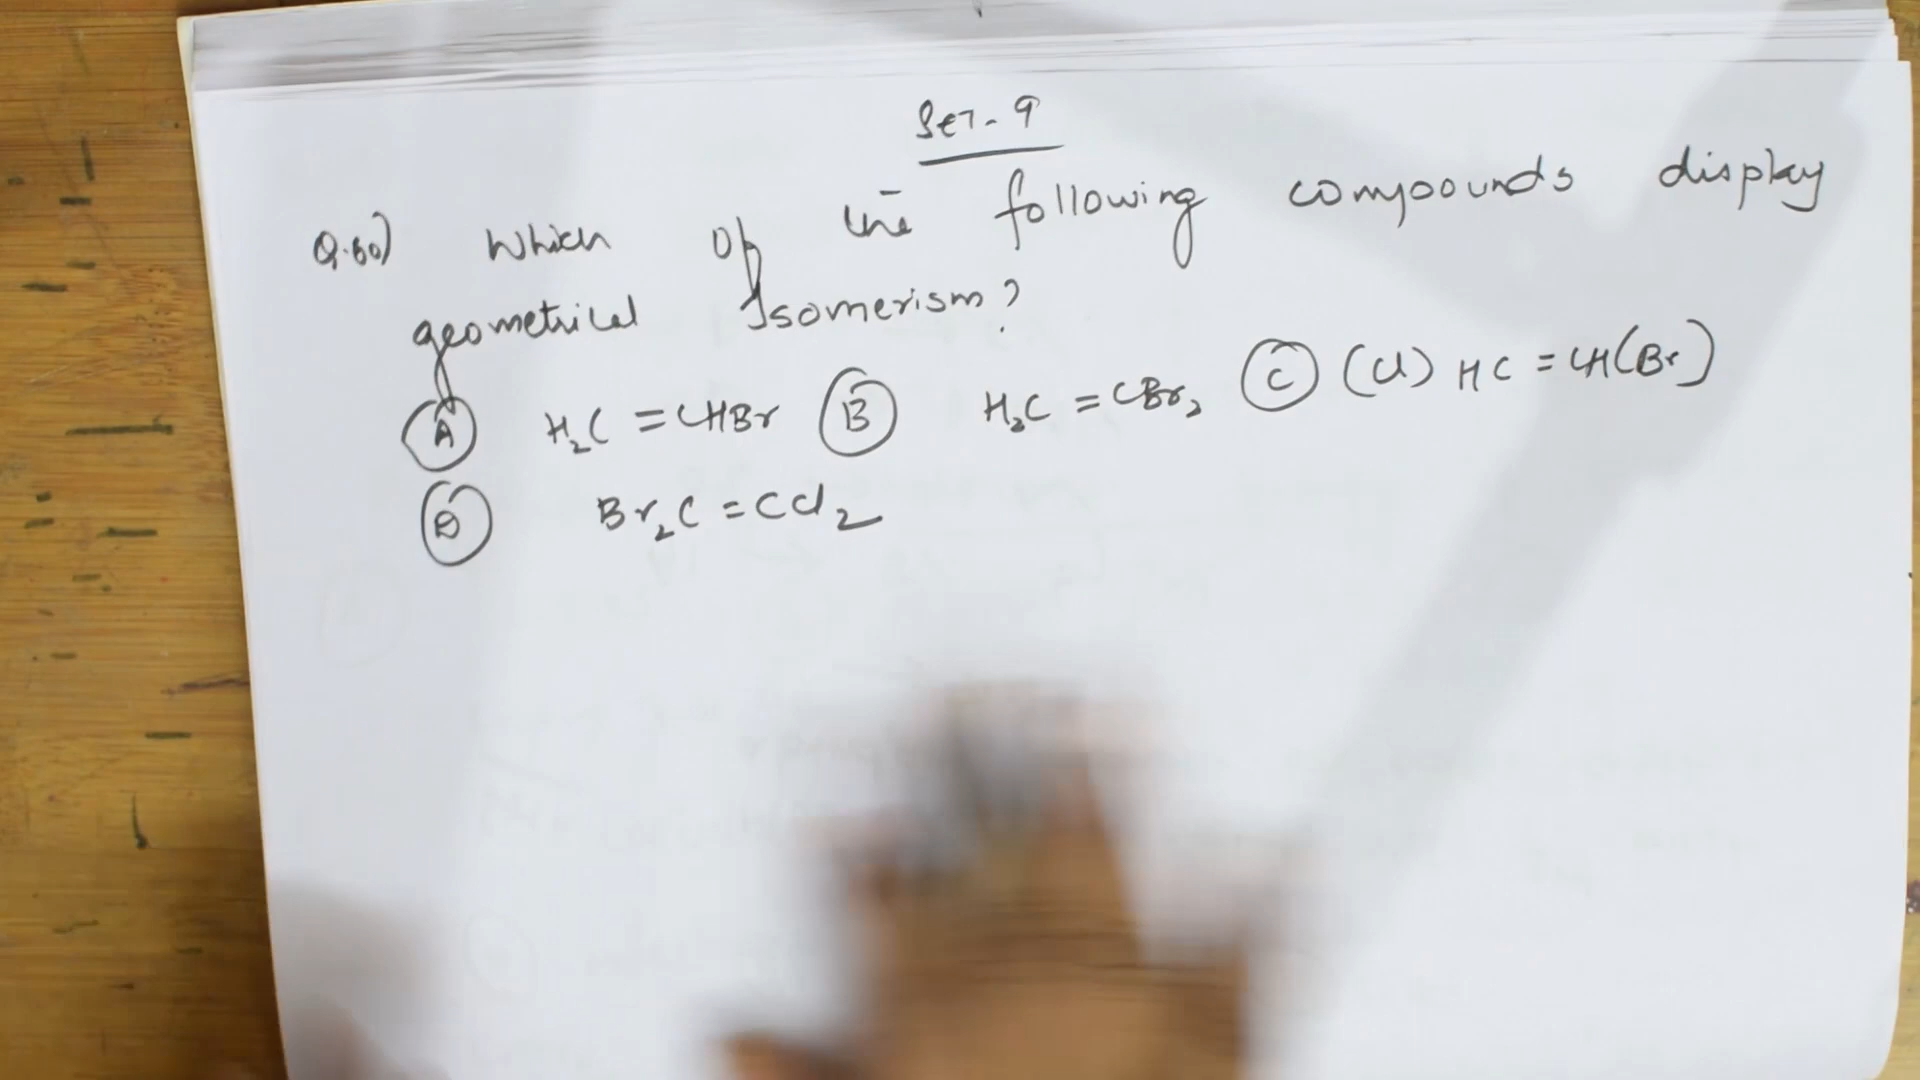 Set-9
Q.60) Which of the following compounds display
geometrical Isomerism?
(A) H₂C = CHBr (B) H₂C = CBr₂ (C) (Cl) HC = CH(Br)
(D) Br₂C = CCl₂